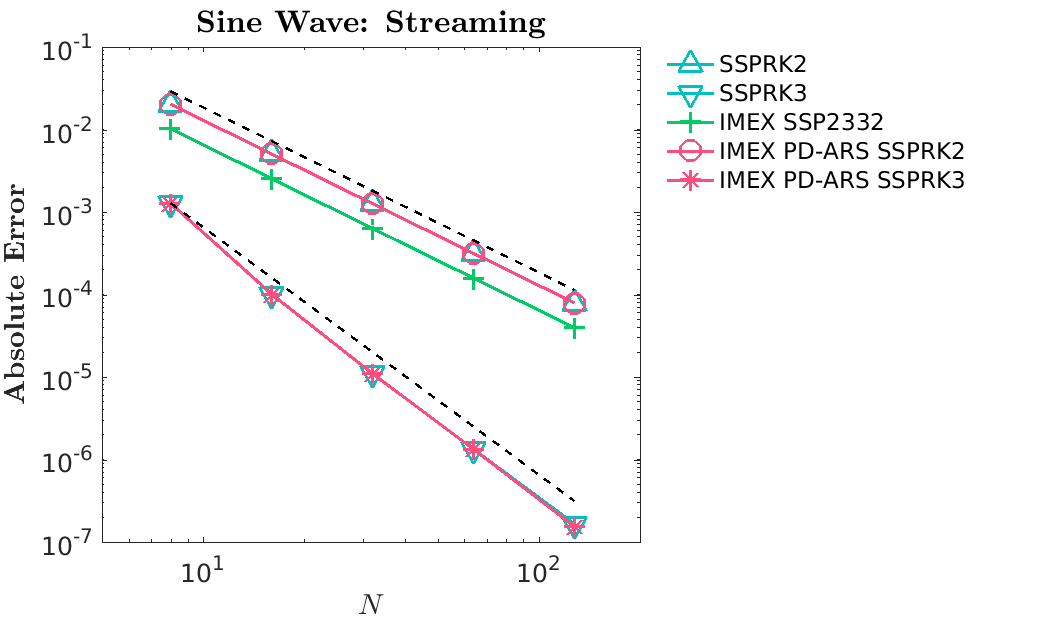 Sine Wave: Streaming
Absolute Error
10^-1
10^-2
10^-3
10^-4
10^-5
10^-6
10^-7
10^1
10^2
N
SSPRK2
SSPRK3
IMEX SSP2332
IMEX PD-ARS SSPRK2
IMEX PD-ARS SSPRK3